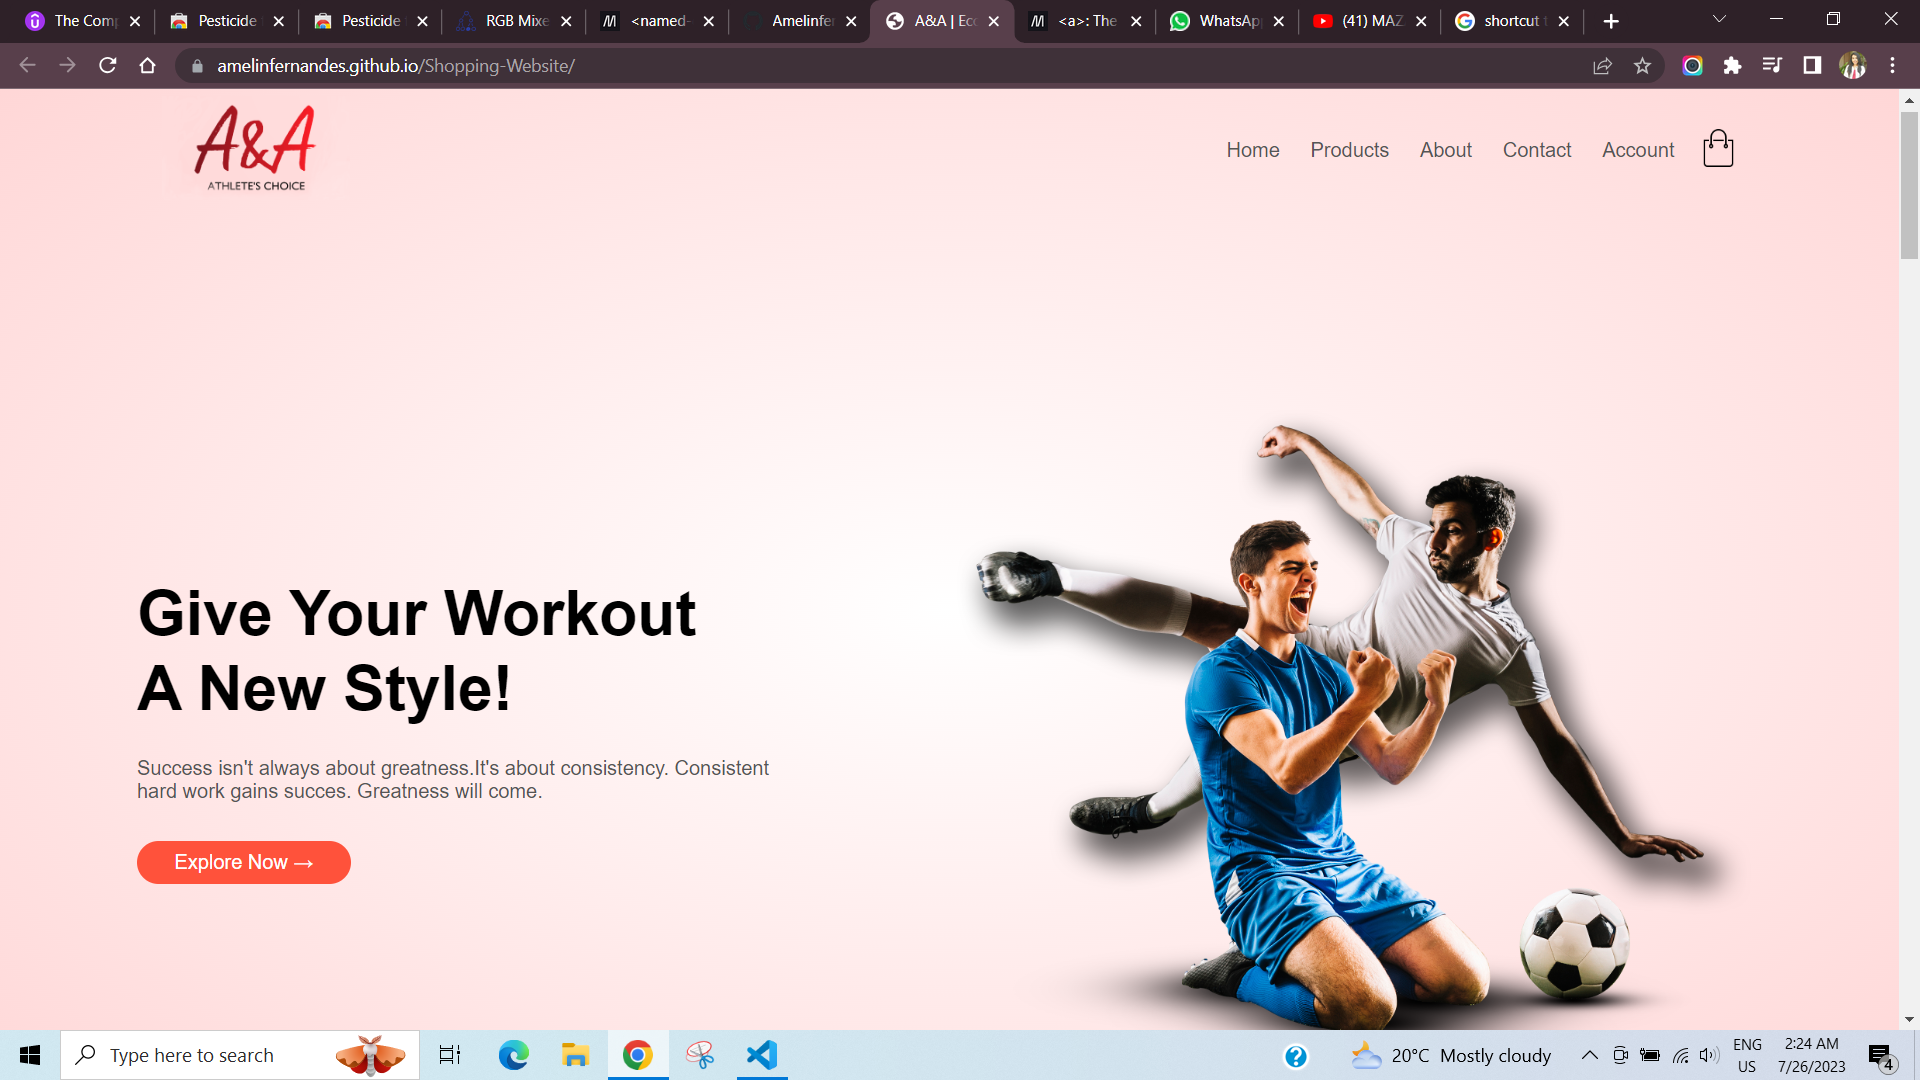 The Comp
Pesticide
Pesticide
RGB Mixe
<named-
Amelinfer
A&A | Eco
<a>: The
WhatsApp
(41) MAZ
shortcut t
amelinfernandes.github.io/Shopping-Website/
A&A
ATHLETE'S CHOICE
Home
Products
About
Contact
Account
Give Your Workout
A New Style!
Success isn't always about greatness.It's about consistency. Consistent
hard work gains succes. Greatness will come.
Explore Now →
Type here to search
20°C Mostly cloudy
ENG
US
2:24 AM
7/26/2023
4